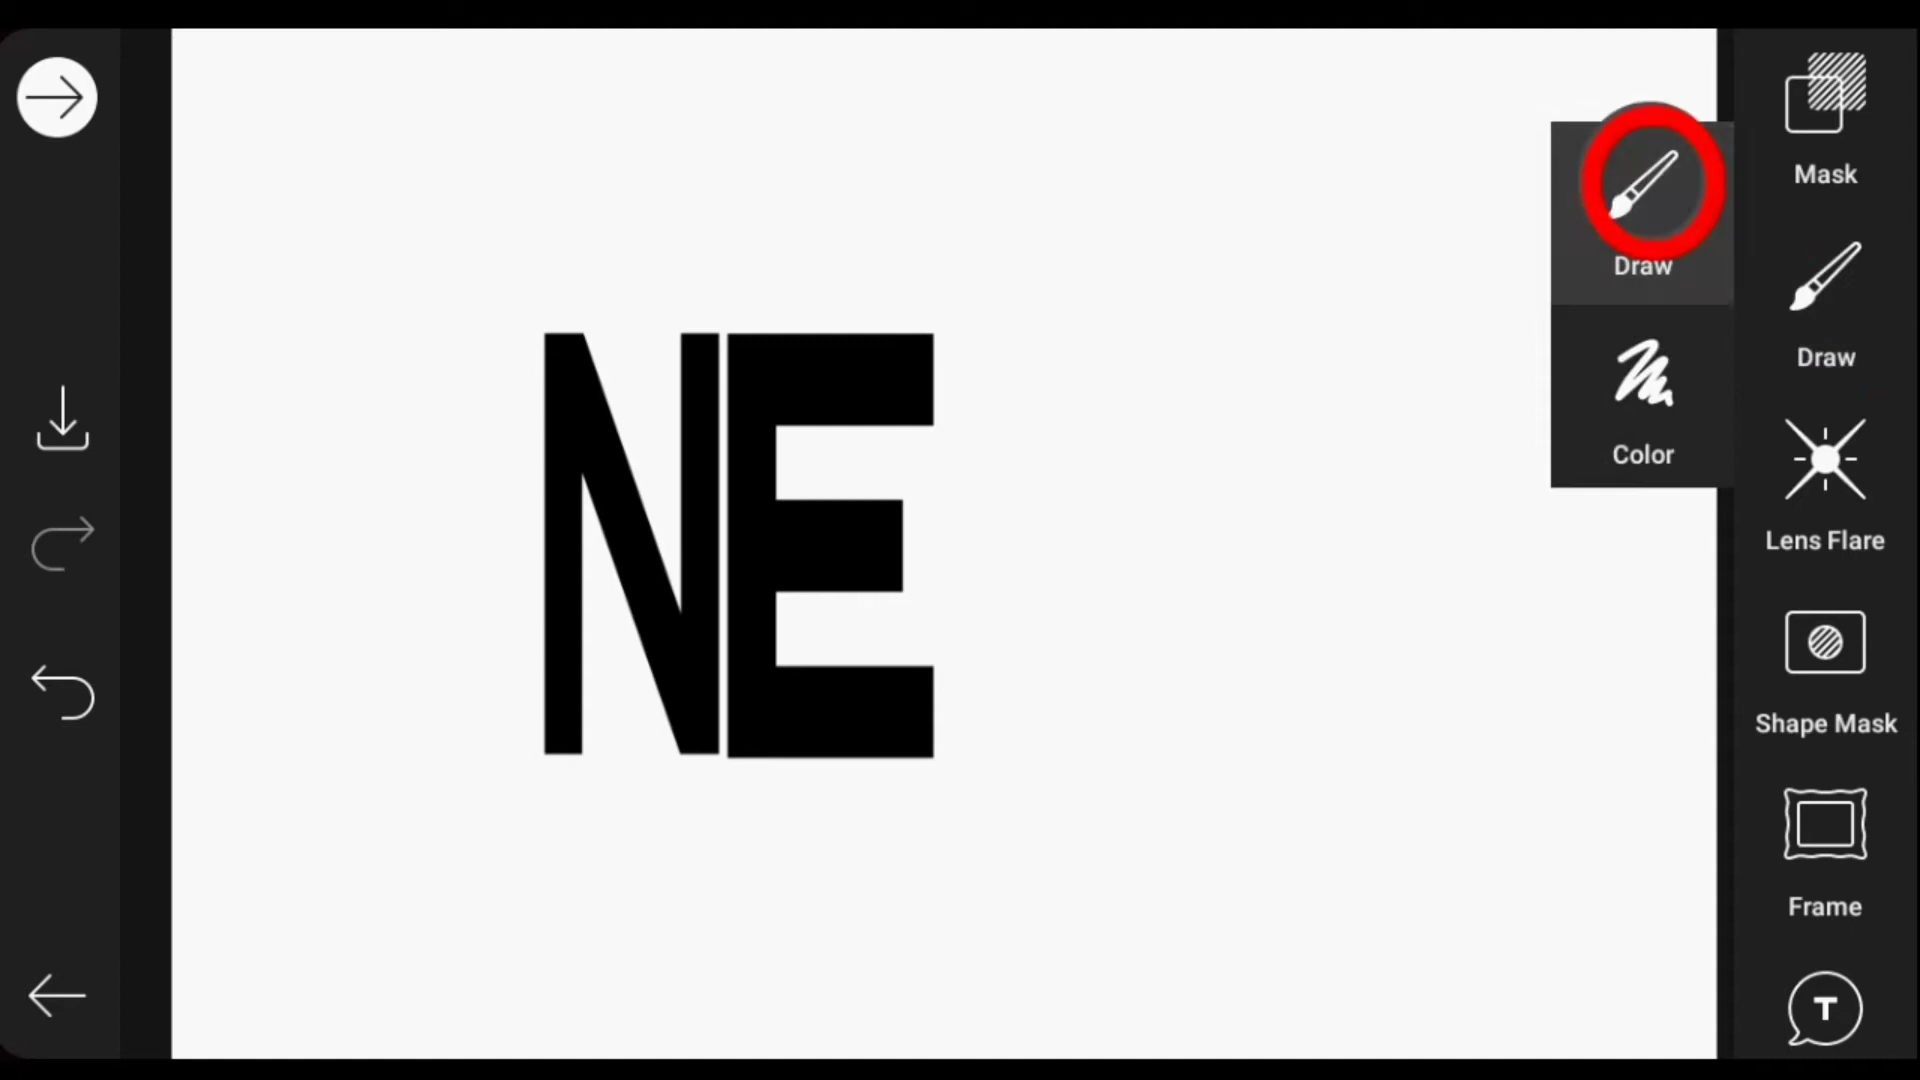 NE
Draw
Color
Mask
Draw
Lens Flare
Shape Mask
Frame
T